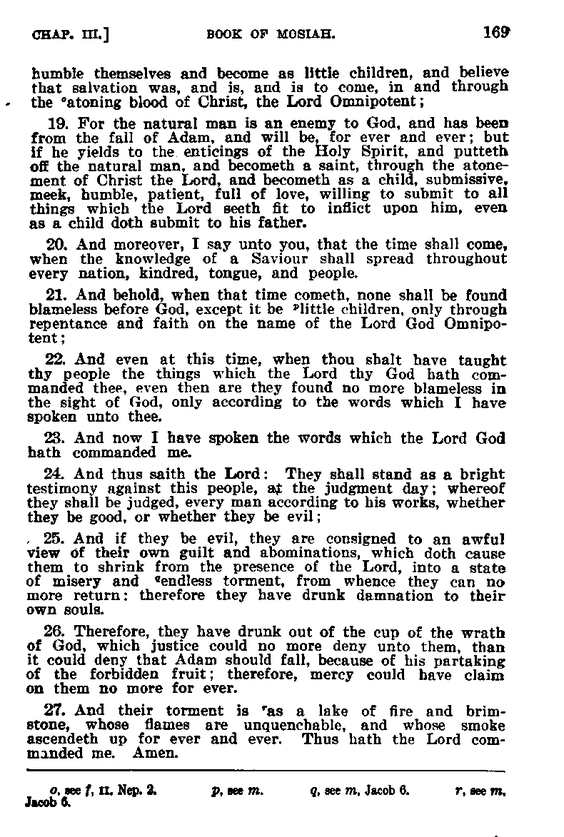 CHAP. III.] BOOK OF MOSIAH. 169
humble themselves and become as little children, and believe
that salvation was, and is, and is to come, in and through
the oatoning blood of Christ, the Lord Omnipotent;
19. For the natural man is an enemy to God, and has been
from the fall of Adam, and will be, for ever and ever; but
if he yields to the enticings of the Holy Spirit, and putteth
off the natural man, and becometh a saint, through the atone-
ment of Christ the Lord, and becometh as a child, submissive,
meek, humble, patient, full of love, willing to submit to all
things which the Lord seeth fit to inflict upon him, even
as a child doth submit to his father.
20. And moreover, I say unto you, that the time shall come,
when the knowledge of a Saviour shall spread throughout
every nation, kindred, tongue, and people.
21. And behold, when that time cometh, none shall be found
blameless before God, except it be plittle children, only through
repentance and faith on the name of the Lord God Omnipo-
tent;
22. And even at this time, when thou shalt have taught
thy people the things which the Lord thy God hath com-
manded thee, even then are they found no more blameless in
the sight of God, only according to the words which I have
spoken unto thee.
23. And now I have spoken the words which the Lord God
hath commanded me.
24. And thus saith the Lord: They shall stand as a bright
testimony against this people, at the judgment day; whereof
they shall be judged, every man according to his works, whether
they be good, or whether they be evil;
25. And if they be evil, they are consigned to an awful
view of their own guilt and abominations, which doth cause
them to shrink from the presence of the Lord, into a state
of misery and qendless torment, from whence they can no
more return: therefore they have drunk damnation to their
own souls.
26. Therefore, they have drunk out of the cup of the wrath
of God, which justice could no more deny unto them, than
it could deny that Adam should fall, because of his partaking
of the forbidden fruit; therefore, mercy could have claim
on them no more for ever.
27. And their torment is ras a lake of fire and brim-
stone, whose flames are unquenchable, and whose smoke
ascendeth up for ever and ever. Thus hath the Lord com-
manded me. Amen.
o, see f, II. Nep. 2. p, see m. q, see m, Jacob 6. r, see m,
Jacob 6.